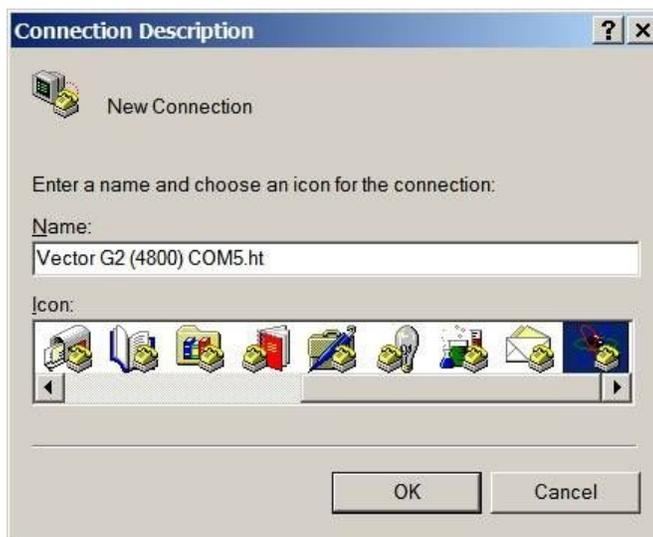 Connection Description
New Connection
Enter a name and choose an icon for the connection:
Name:
Vector G2 (4800) COM5.ht
Icon:
OK Cancel